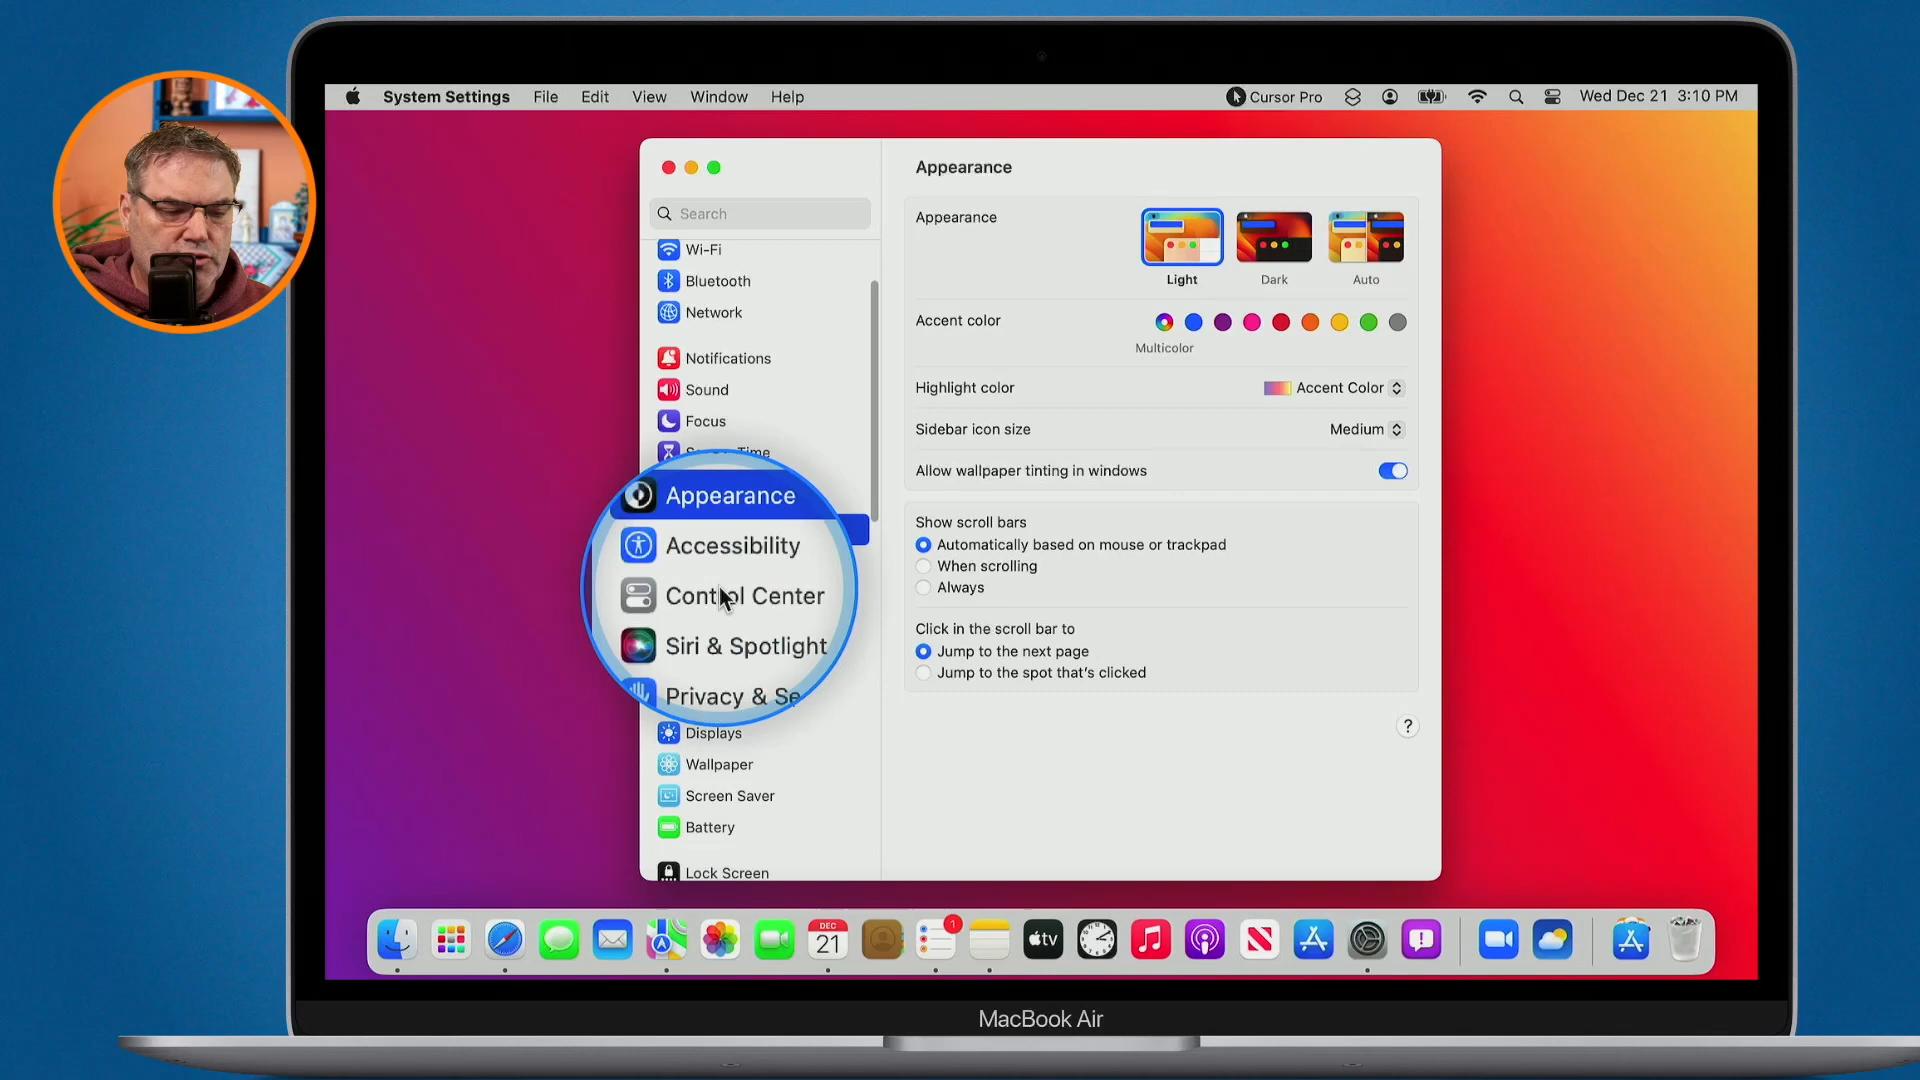 System Settings File Edit View Window Help
Cursor Pro Wed Dec 21 3:10 PM
Search
Wi-Fi
Bluetooth
Network
Notifications
Sound
Focus
Appearance
Accessibility
Control Center
Siri & Spotlight
Privacy & Se
Displays
Wallpaper
Screen Saver
Battery
Lock Screen
Appearance
Appearance
Light Dark Auto
Accent color
Multicolor
Highlight color Accent Color
Sidebar icon size Medium
Allow wallpaper tinting in windows
Show scroll bars
Automatically based on mouse or trackpad
When scrolling
Always
Click in the scroll bar to
Jump to the next page
Jump to the spot that's clicked
?
DEC
21
1
tv
MacBook Air